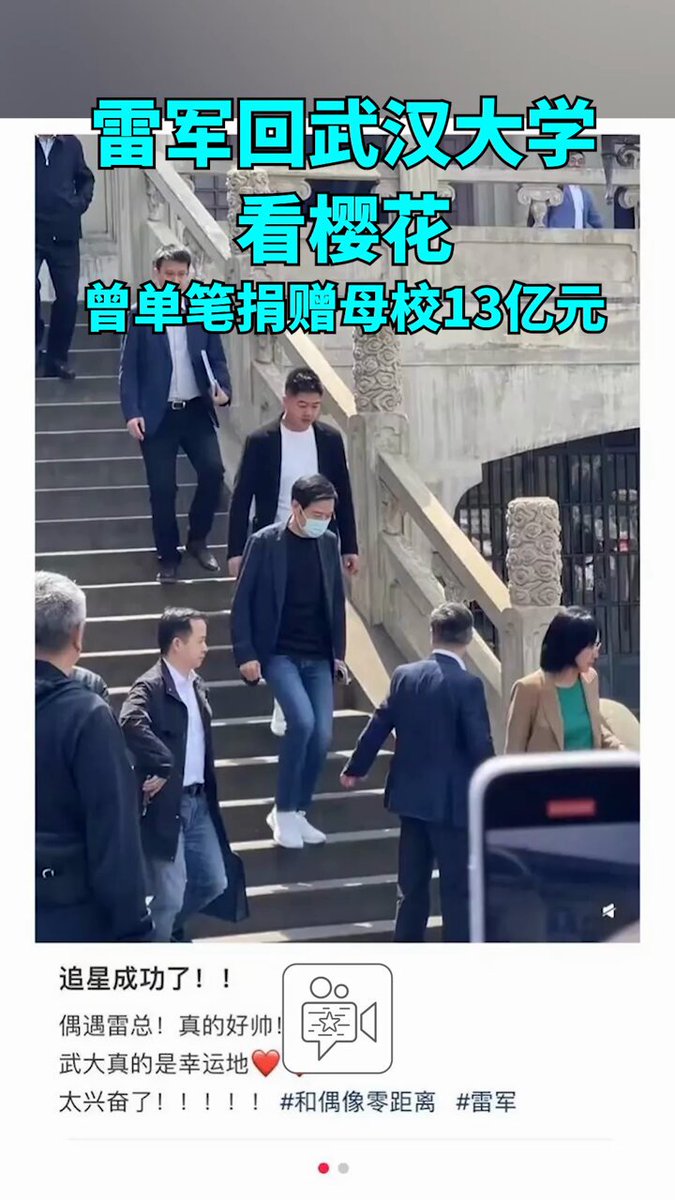 雷军回武汉大学
看樱花
曾单笔捐赠母校13亿元
追星成功了！！
偶遇雷总！真的好帅！
武大真的是幸运地❤️
太兴奋了！！！！！ #和偶像零距离 #雷军